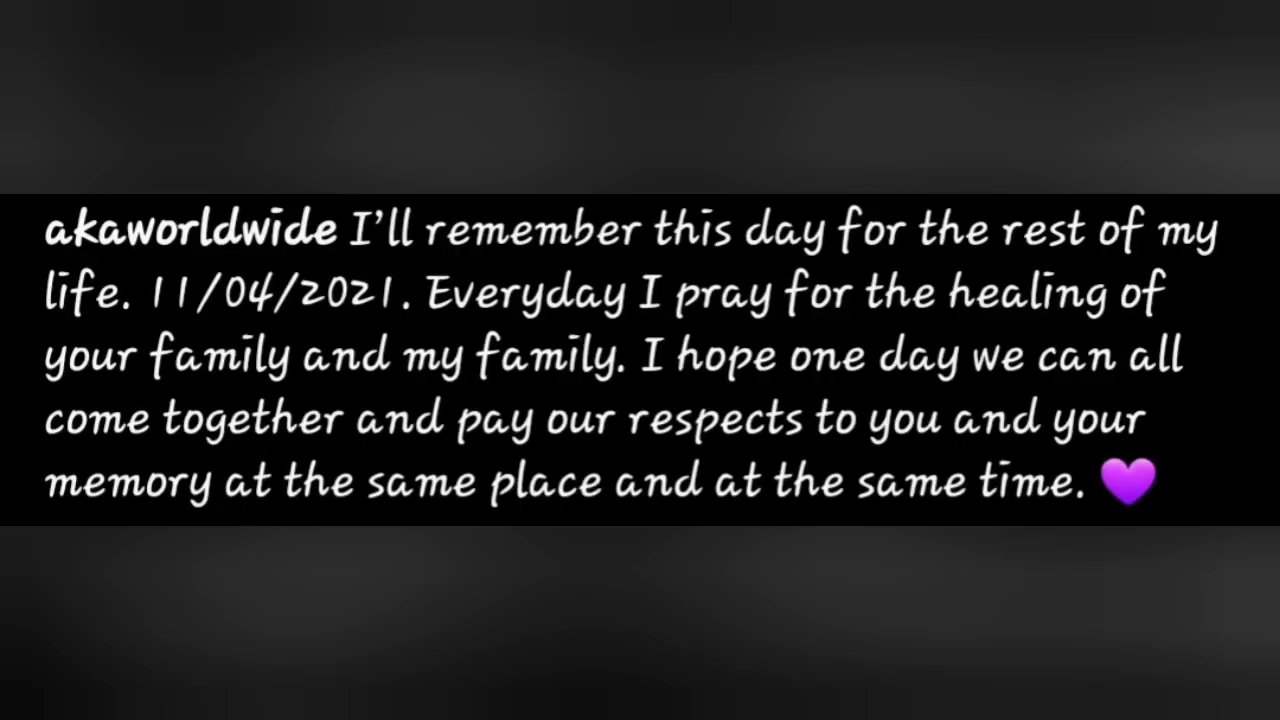 akaworldwide I’ll remember this day for the rest of my
life. 11/04/2021. Everyday I pray for the healing of
your family and my family. I hope one day we can all
come together and pay our respects to you and your
memory at the same place and at the same time. 💜